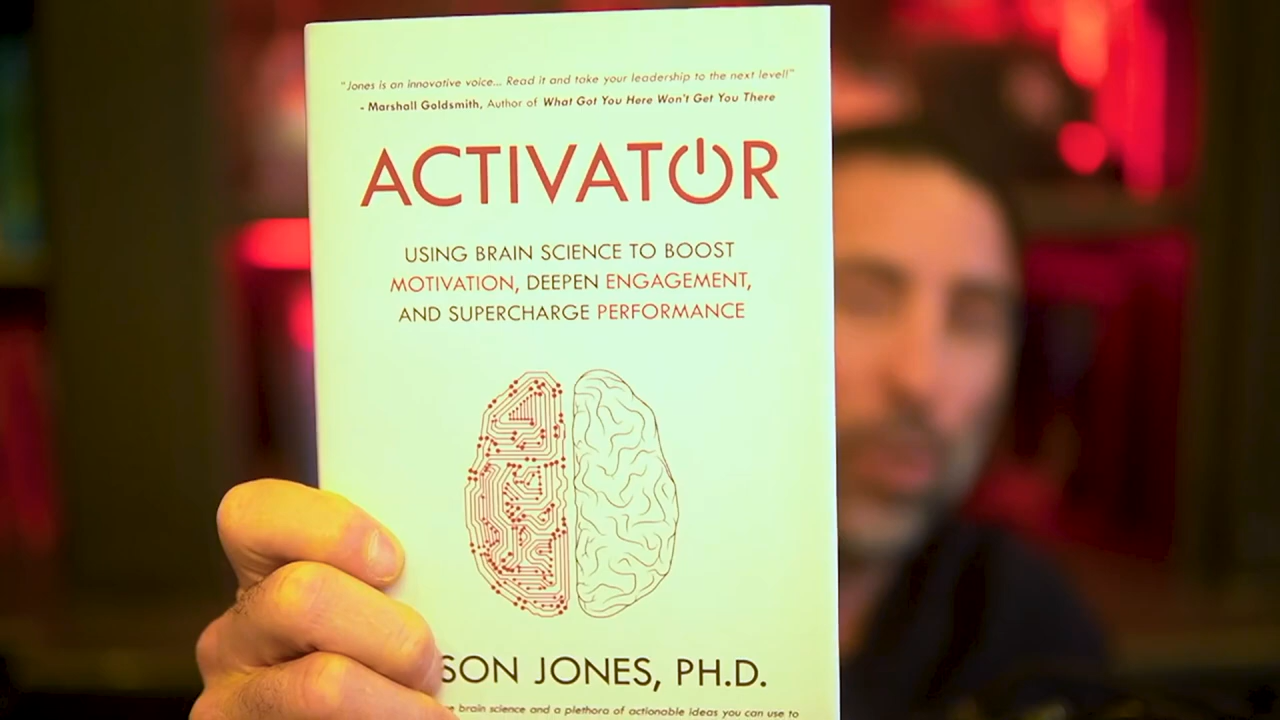 "Jones is an innovative voice... Read it and take your leadership to the next level!"
- Marshall Goldsmith, Author of What Got You Here Won't Get You There
ACTIVATOR
USING BRAIN SCIENCE TO BOOST
MOTIVATION, DEEPEN ENGAGEMENT,
AND SUPERCHARGE PERFORMANCE
SON JONES, PH.D.
brain science and a plethora of actionable ideas you can use to